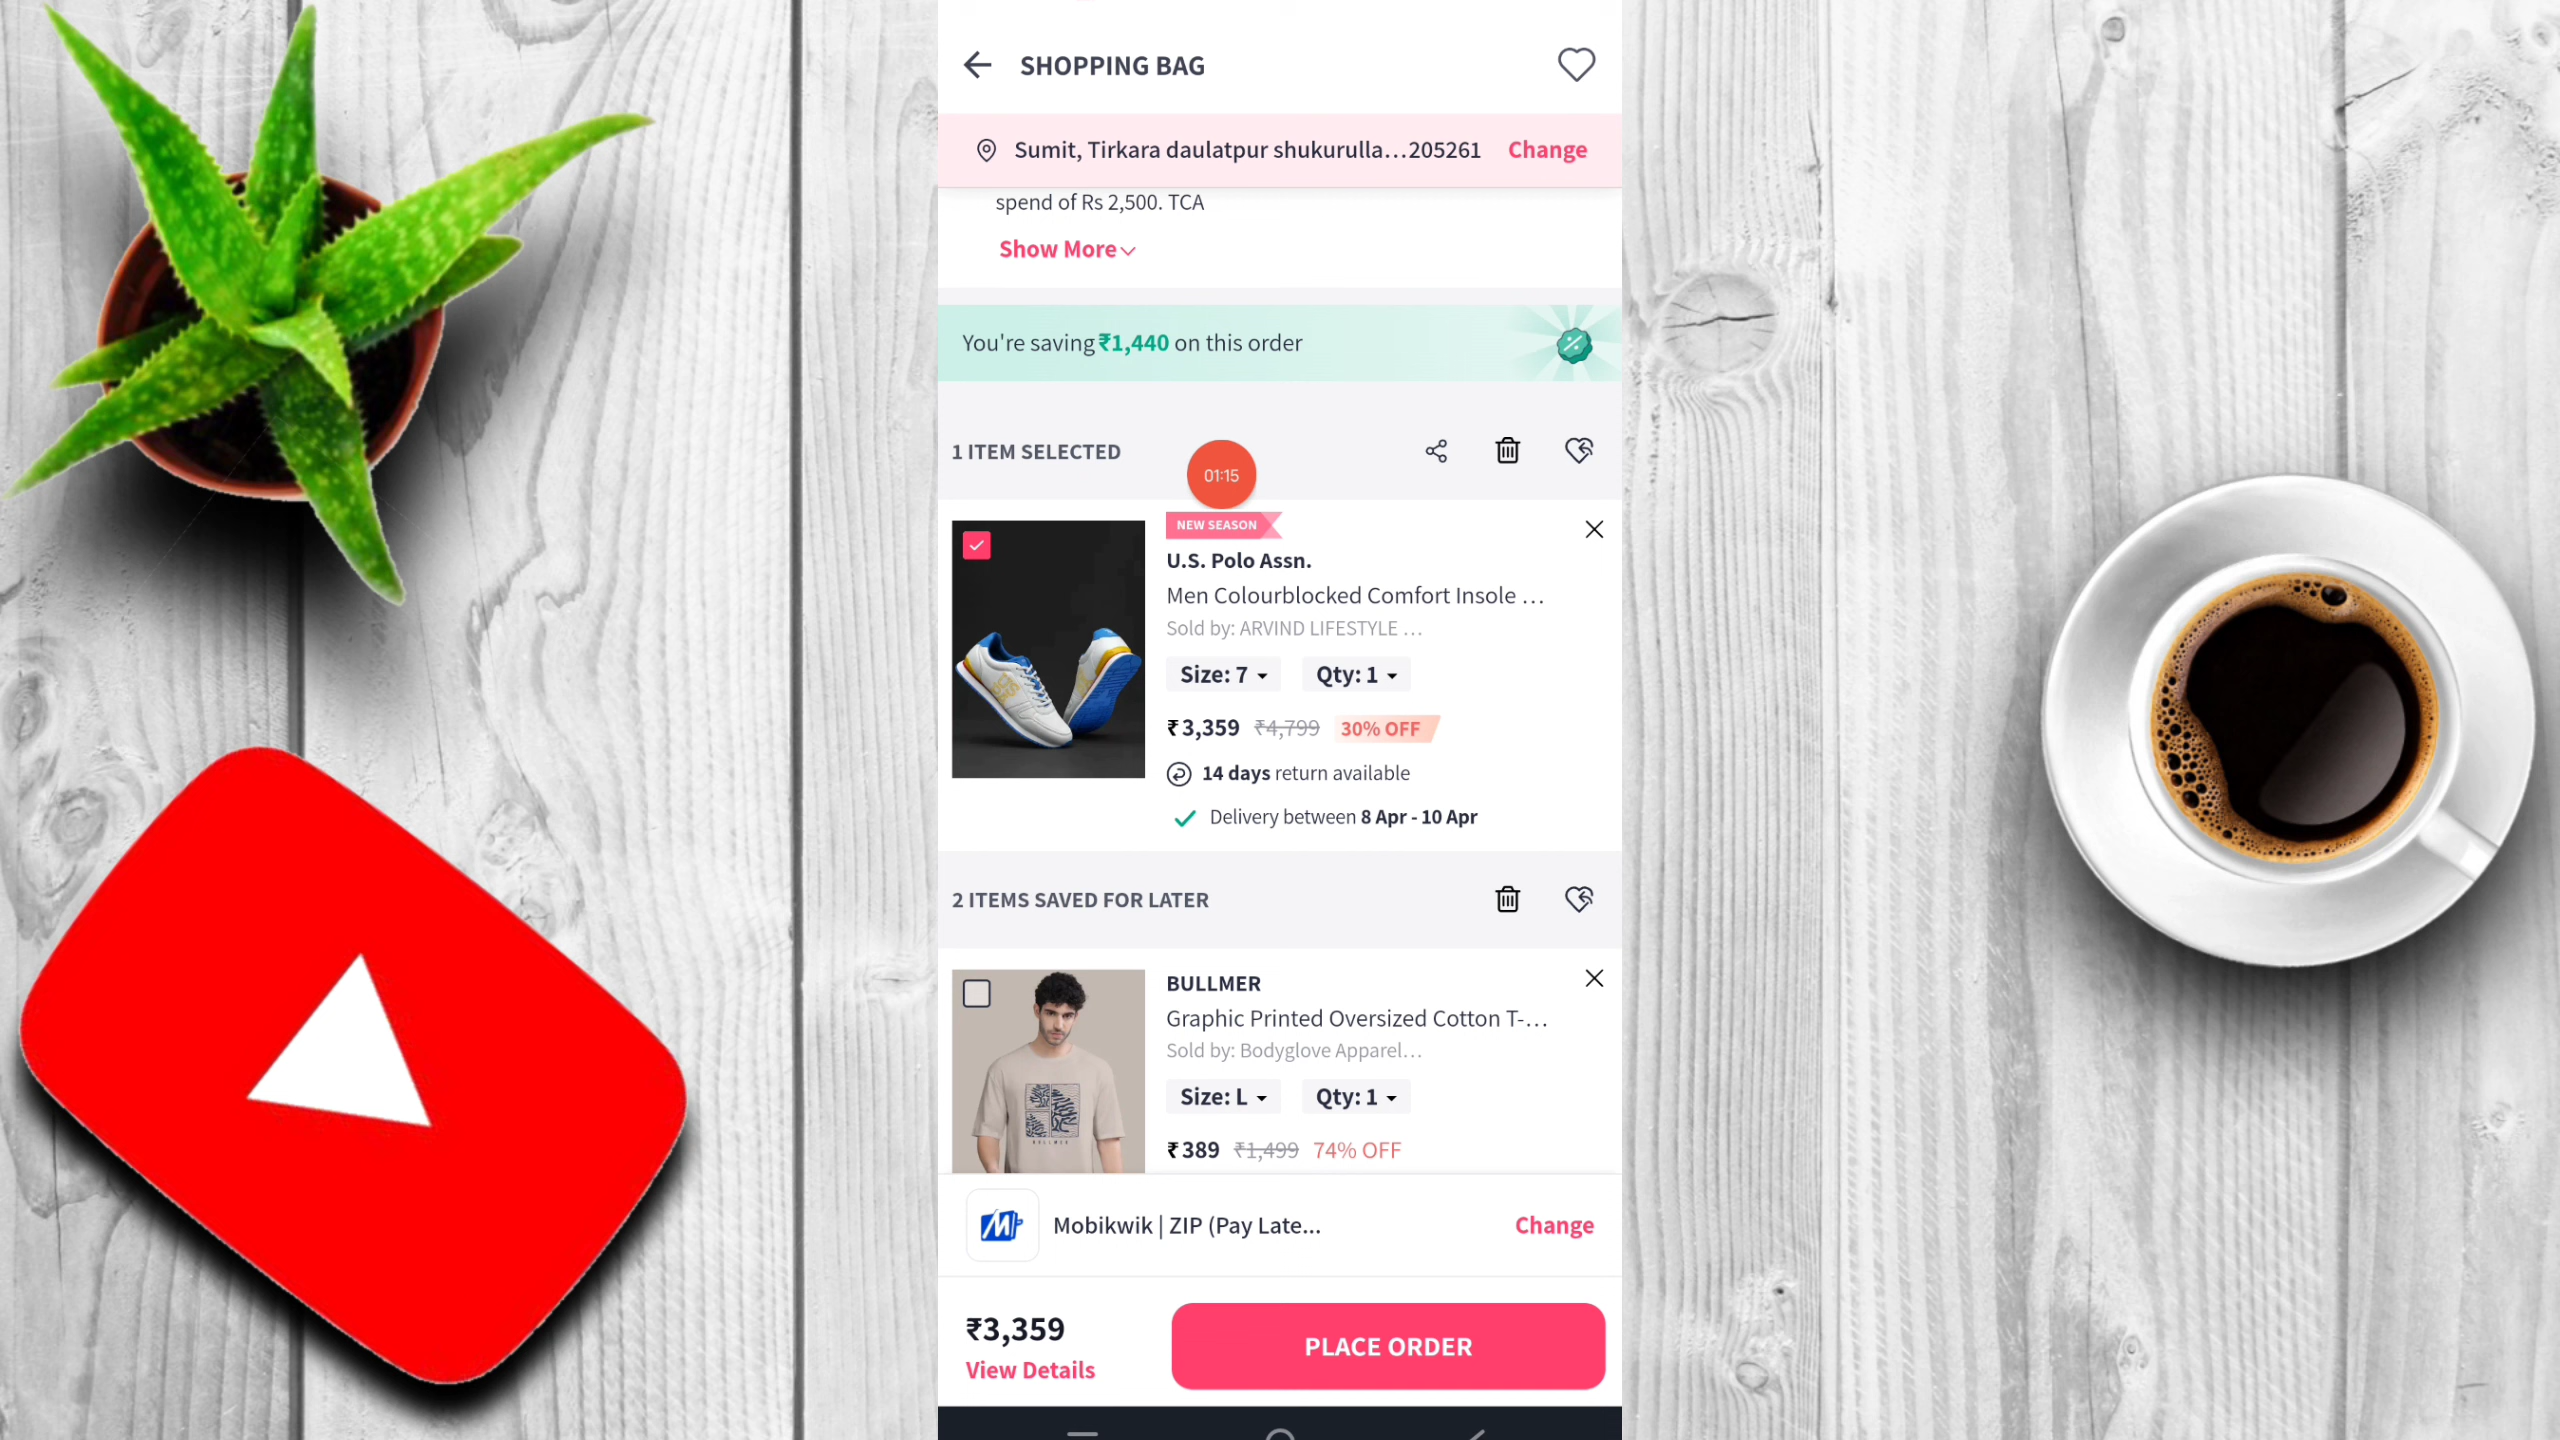 SHOPPING BAG
Sumit, Tirkara daulatpur shukurulla...205261 Change
spend of Rs 2,500. TCA
Show More
You're saving ₹1,440 on this order
1 ITEM SELECTED
01:15
NEW SEASON
U.S. Polo Assn.
Men Colourblocked Comfort Insole ...
Sold by: ARVIND LIFESTYLE ...
Size: 7 Qty: 1
₹3,359 ₹4,799 30% OFF
14 days return available
Delivery between 8 Apr - 10 Apr
2 ITEMS SAVED FOR LATER
BULLMER
Graphic Printed Oversized Cotton T-...
Sold by: Bodyglove Apparel...
Size: L Qty: 1
₹389 ₹1,499 74% OFF
BULLMER
Mobikwik | ZIP (Pay Late... Change
₹3,359
View Details
PLACE ORDER